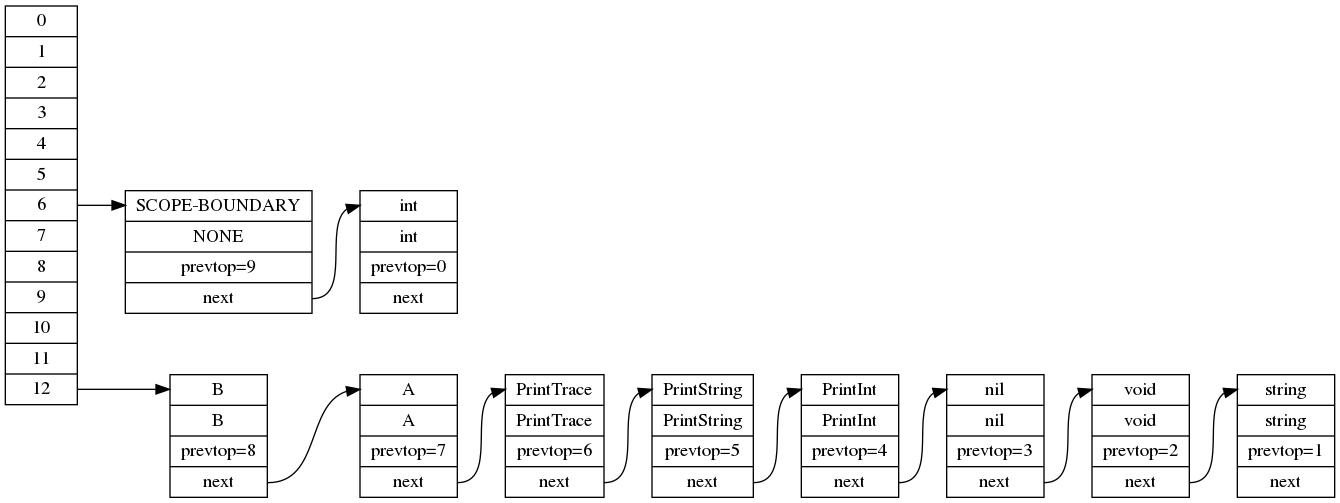 0
1
2
3
4
5
6
7
8
9
10
11
12
SCOPE-BOUNDARY
NONE
prevtop=9
next
int
int
prevtop=0
next
B
B
prevtop=8
next
A
A
prevtop=7
next
PrintTrace
PrintTrace
prevtop=6
next
PrintString
PrintString
prevtop=5
next
PrintInt
PrintInt
prevtop=4
next
nil
nil
prevtop=3
next
void
void
prevtop=2
next
string
string
prevtop=1
next